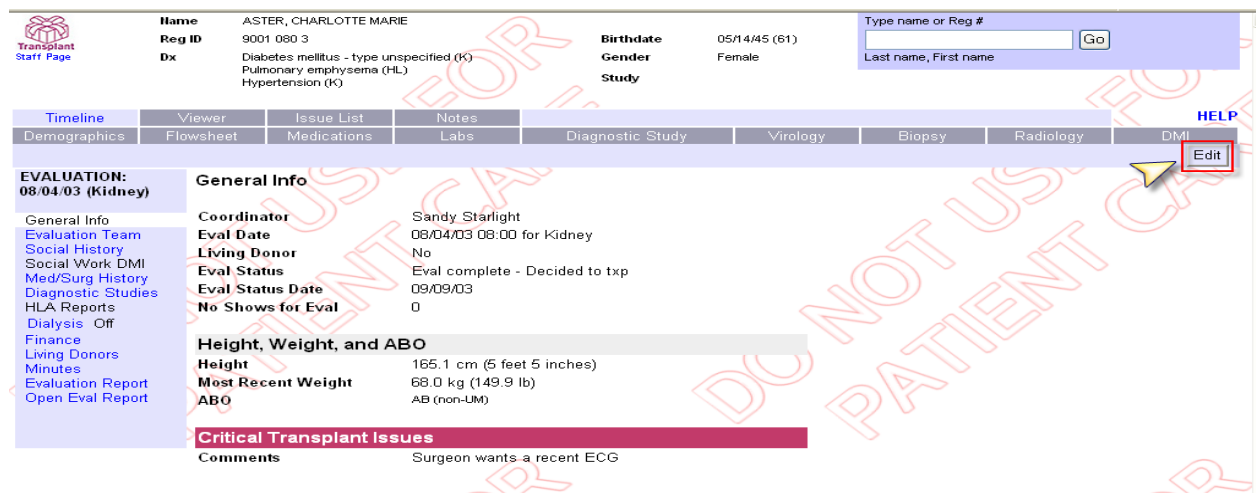 Transplant
Staff Page
Name ASTER, CHARLOTTE MARIE
Reg ID 9001 080 3 Birthdate 05/14/45 (61)
Dx Diabetes mellitus - type unspecified (K) Gender Female
Pulmonary emphysema (HL)
Hypertension (K) Study
Type name or Reg #
Go
Last name, First name
Timeline Viewer Issue List Notes HELP
Demographics Flowsheet Medications Labs Diagnostic Study Virology Biopsy Radiology DMI
Edit
EVALUATION:
08/04/03 (Kidney)
General Info
Evaluation Team
Social History
Social Work DMI
Med/Surg History
Diagnostic Studies
HLA Reports
Dialysis Off
Finance
Living Donors
Minutes
Evaluation Report
Open Eval Report
General Info
Coordinator Sandy Starlight
Eval Date 08/04/03 08:00 for Kidney
Living Donor No
Eval Status Eval complete - Decided to txp
Eval Status Date 09/09/03
No Shows for Eval 0
Height, Weight, and ABO
Height 165.1 cm (5 feet 5 inches)
Most Recent Weight 68.0 kg (149.9 lb)
ABO AB (non-UM)
Critical Transplant Issues
Comments Surgeon wants a recent ECG
DO NOT USE FOR
PATIENT CARE